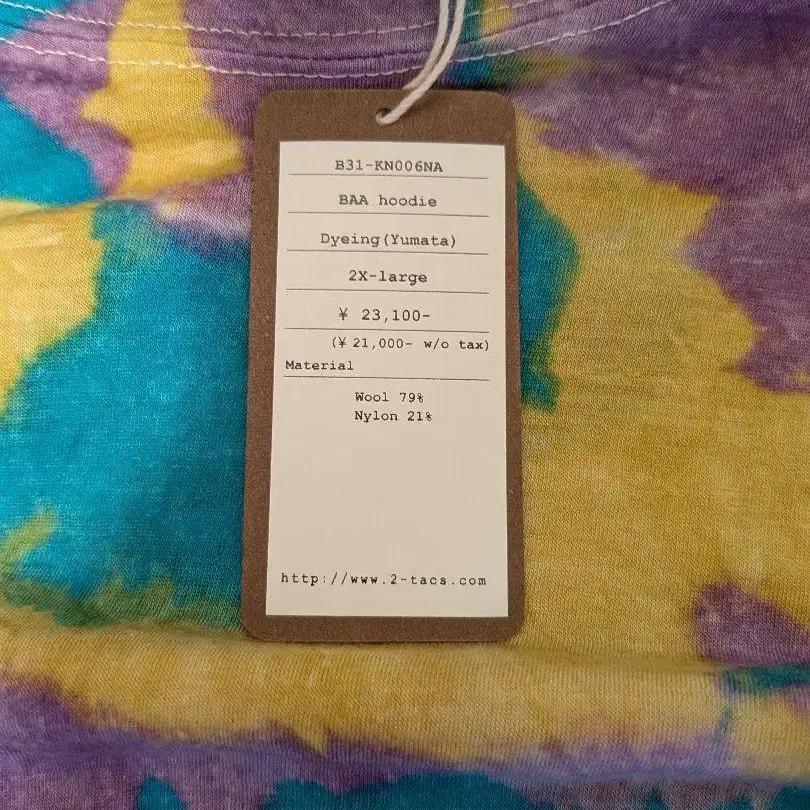 B31-KN006NA
BAA hoodie
Dyeing(Yumata)
2X-large
¥ 23,100-
(¥ 21,000- w/o tax)
Material
Wool 79%
Nylon 21%
http://www.2-tacs.com